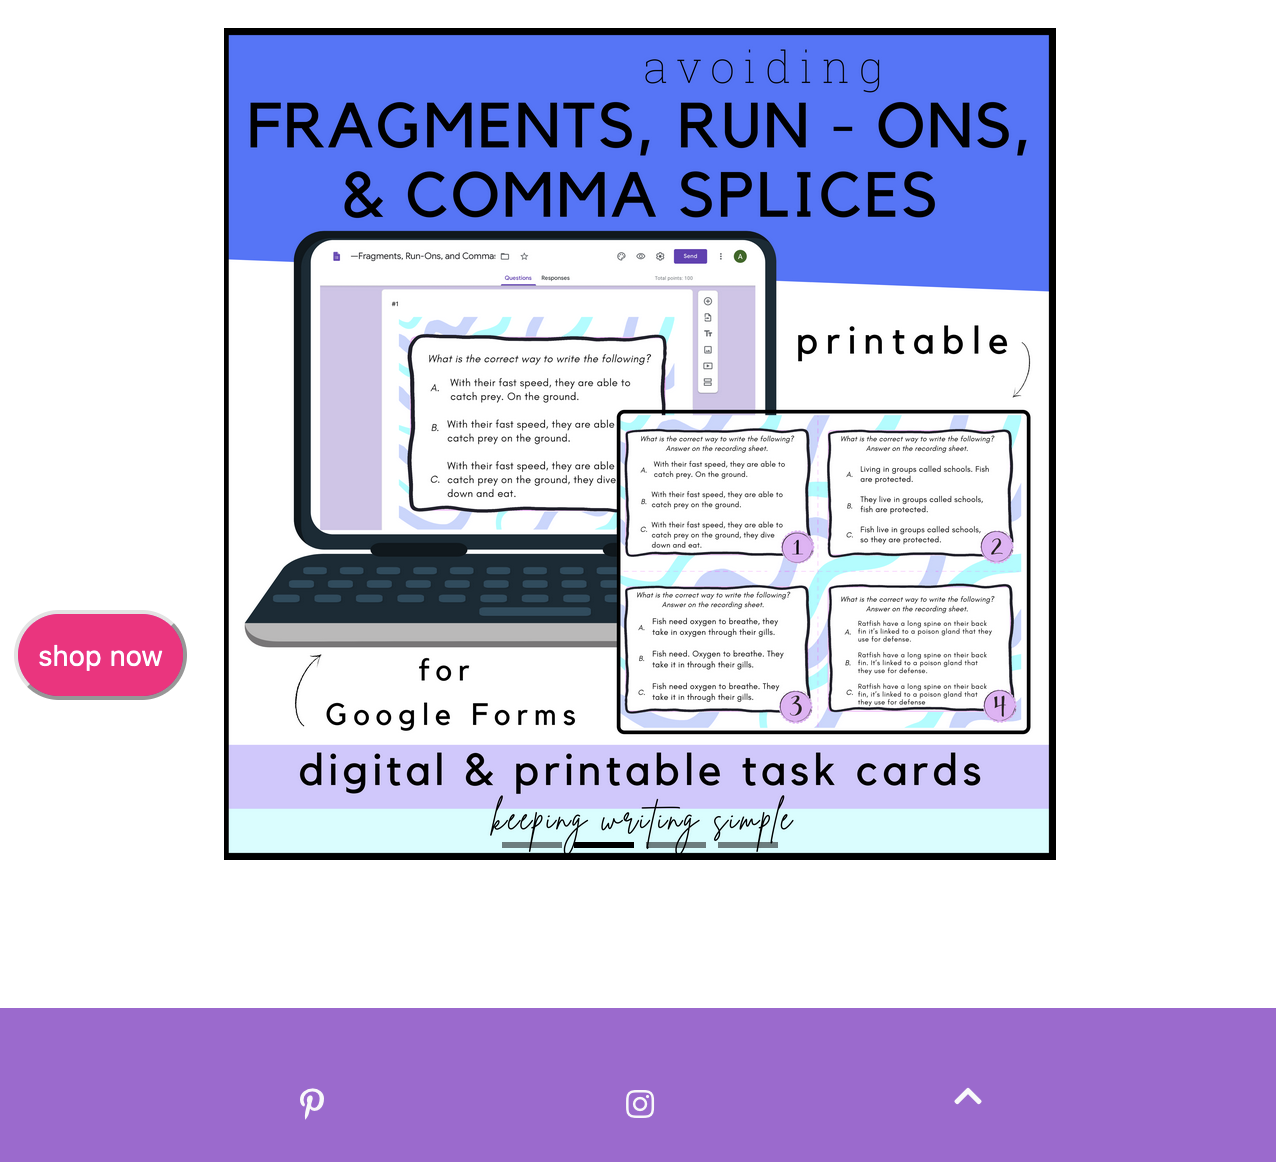 avoiding
FRAGMENTS, RUN - ONS,
& COMMA SPLICES
—Fragments, Run-Ons, and Commas
Send
A
Questions Responses
Total points: 100
#1
What is the correct way to write the following?
A. With their fast speed, they are able to
catch prey. On the ground.
B. With their fast speed, they are able
catch prey on the ground.
C. With their fast speed, they are able
catch prey on the ground, they dive
down and eat.
printable
What is the correct way to write the following?
Answer on the recording sheet.
A. With their fast speed, they are able to
catch prey. On the ground.
B. With their fast speed, they are able to
catch prey on the ground.
C. With their fast speed, they are able to
catch prey on the ground, they dive
down and eat.
1
What is the correct way to write the following?
Answer on the recording sheet.
A. Living in groups called schools. Fish
are protected.
B. They live in groups called schools,
fish are protected.
C. Fish live in groups called schools,
so they are protected.
2
What is the correct way to write the following?
Answer on the recording sheet.
A. Fish need oxygen to breathe, they
take in oxygen through their gills.
B. Fish need. Oxygen to breathe. They
take it in through their gills.
C. Fish need oxygen to breathe. They
take it in through their gills.
3
What is the correct way to write the following?
Answer on the recording sheet.
A. Ratfish have a long spine on their back
fin it's linked to a poison gland that they
use for defense.
B. Ratfish have a long spine on their back
fin. It's linked to a poison gland that
they use for defense.
C. Ratfish have a long spine on their back
fin, it's linked to a poison gland that
they use for defense
4
shop now
for
Google Forms
digital & printable task cards
keeping writing simple